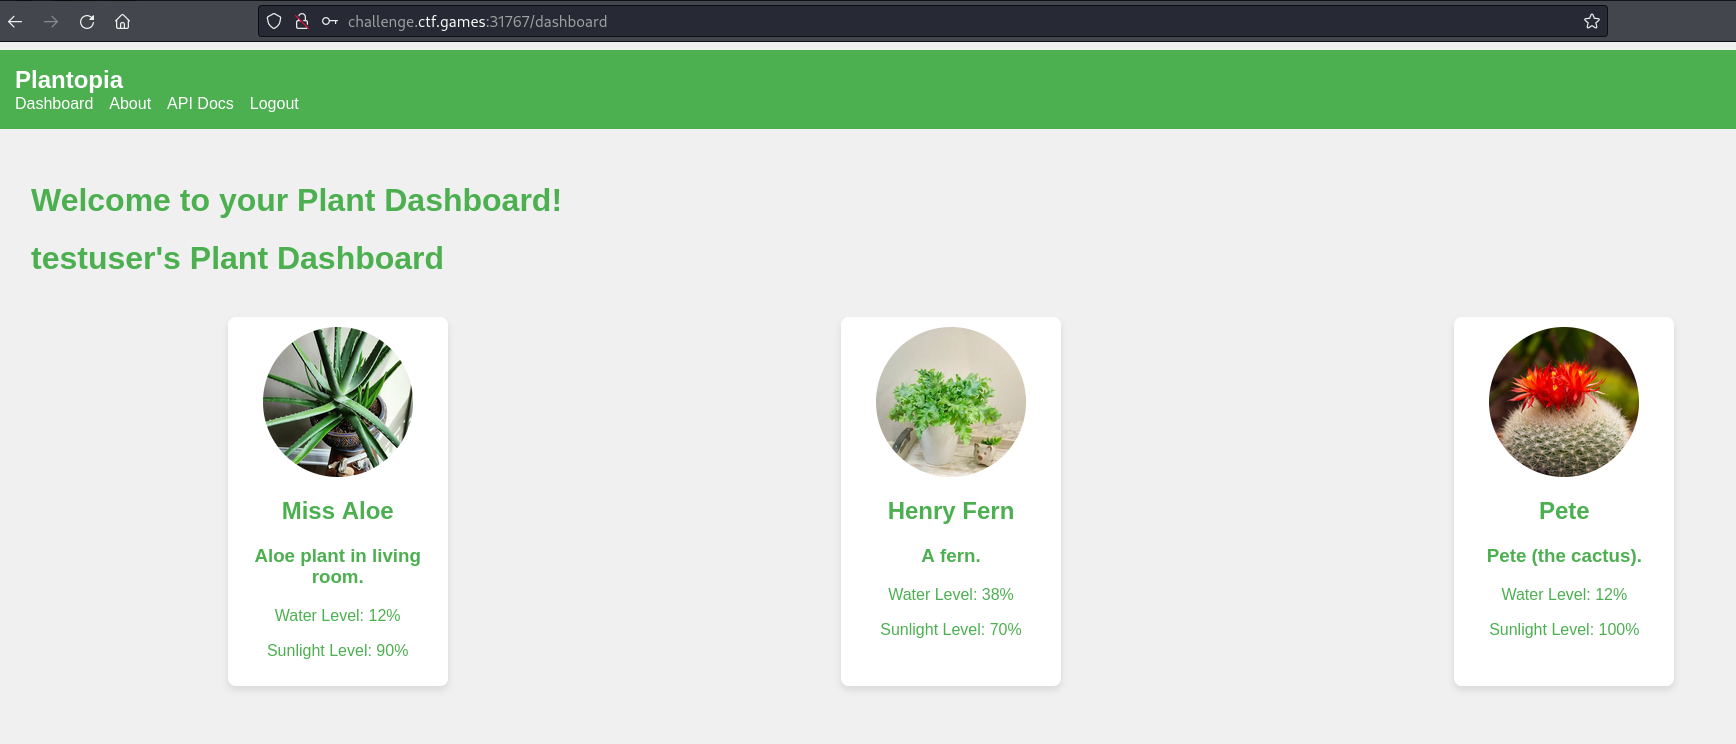 challenge.ctf.games:31767/dashboard
Plantopia
Dashboard About API Docs Logout
Welcome to your Plant Dashboard!
testuser's Plant Dashboard
Miss Aloe
Aloe plant in living
room.
Water Level: 12%
Sunlight Level: 90%
Henry Fern
A fern.
Water Level: 38%
Sunlight Level: 70%
Pete
Pete (the cactus).
Water Level: 12%
Sunlight Level: 100%